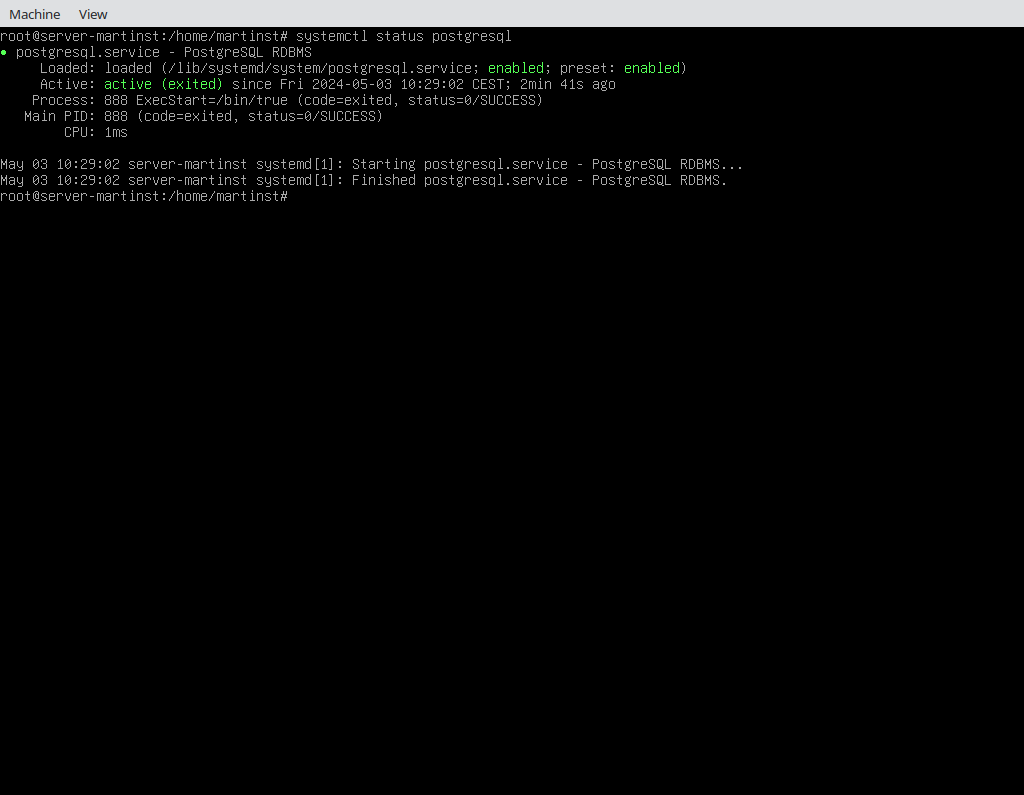 Machine View
root@server-martinst:/home/martinst# systemctl status postgresql
● postgresql.service - PostgreSQL RDBMS
     Loaded: loaded (/lib/systemd/system/postgresql.service; enabled; preset: enabled)
     Active: active (exited) since Fri 2024-05-03 10:29:02 CEST; 2min 41s ago
    Process: 888 ExecStart=/bin/true (code=exited, status=0/SUCCESS)
   Main PID: 888 (code=exited, status=0/SUCCESS)
        CPU: 1ms

May 03 10:29:02 server-martinst systemd[1]: Starting postgresql.service - PostgreSQL RDBMS...
May 03 10:29:02 server-martinst systemd[1]: Finished postgresql.service - PostgreSQL RDBMS.
root@server-martinst:/home/martinst#